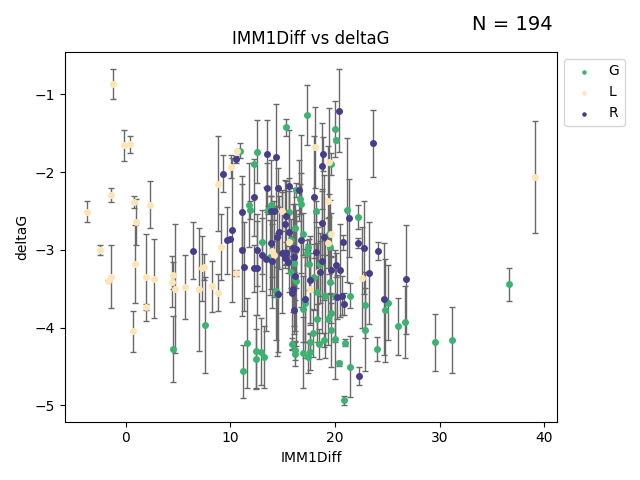 N = 194
IMM1Diff vs deltaG
G
L
R
−1
−2
−3
−4
−5
deltaG
0 10 20 30 40
IMM1Diff